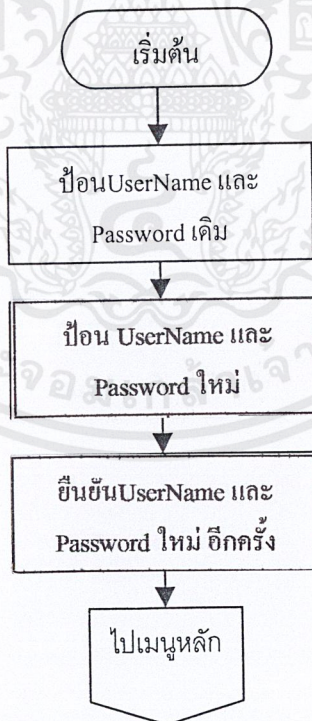 เริ่มต้น
ป้อนUserName และ
Password เดิม
ป้อน UserName และ
Password ใหม่
ยืนยันUserName และ
Password ใหม่ อีกครั้ง
ไปเมนูหลัก